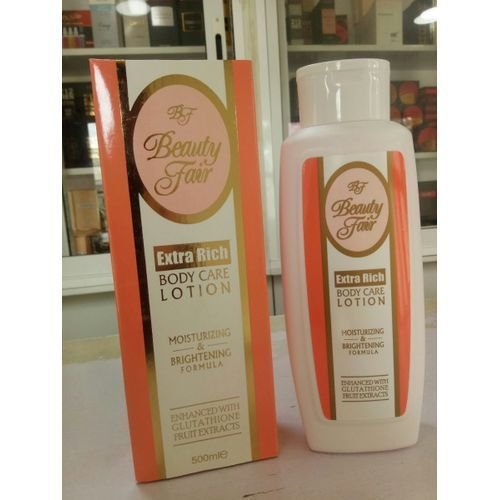 BF
Beauty
Fair
Extra Rich
BODY CARE
LOTION
MOISTURIZING
&
BRIGHTENING
FORMULA
ENHANCED WITH
GLUTATHIONE
FRUIT EXTRACTS
500ml℮
BF
Beauty
Fair
Extra Rich
BODY CARE
LOTION
MOISTURIZING
&
BRIGHTENING
FORMULA
ENHANCED WITH
GLUTATHIONE
FRUIT EXTRACTS